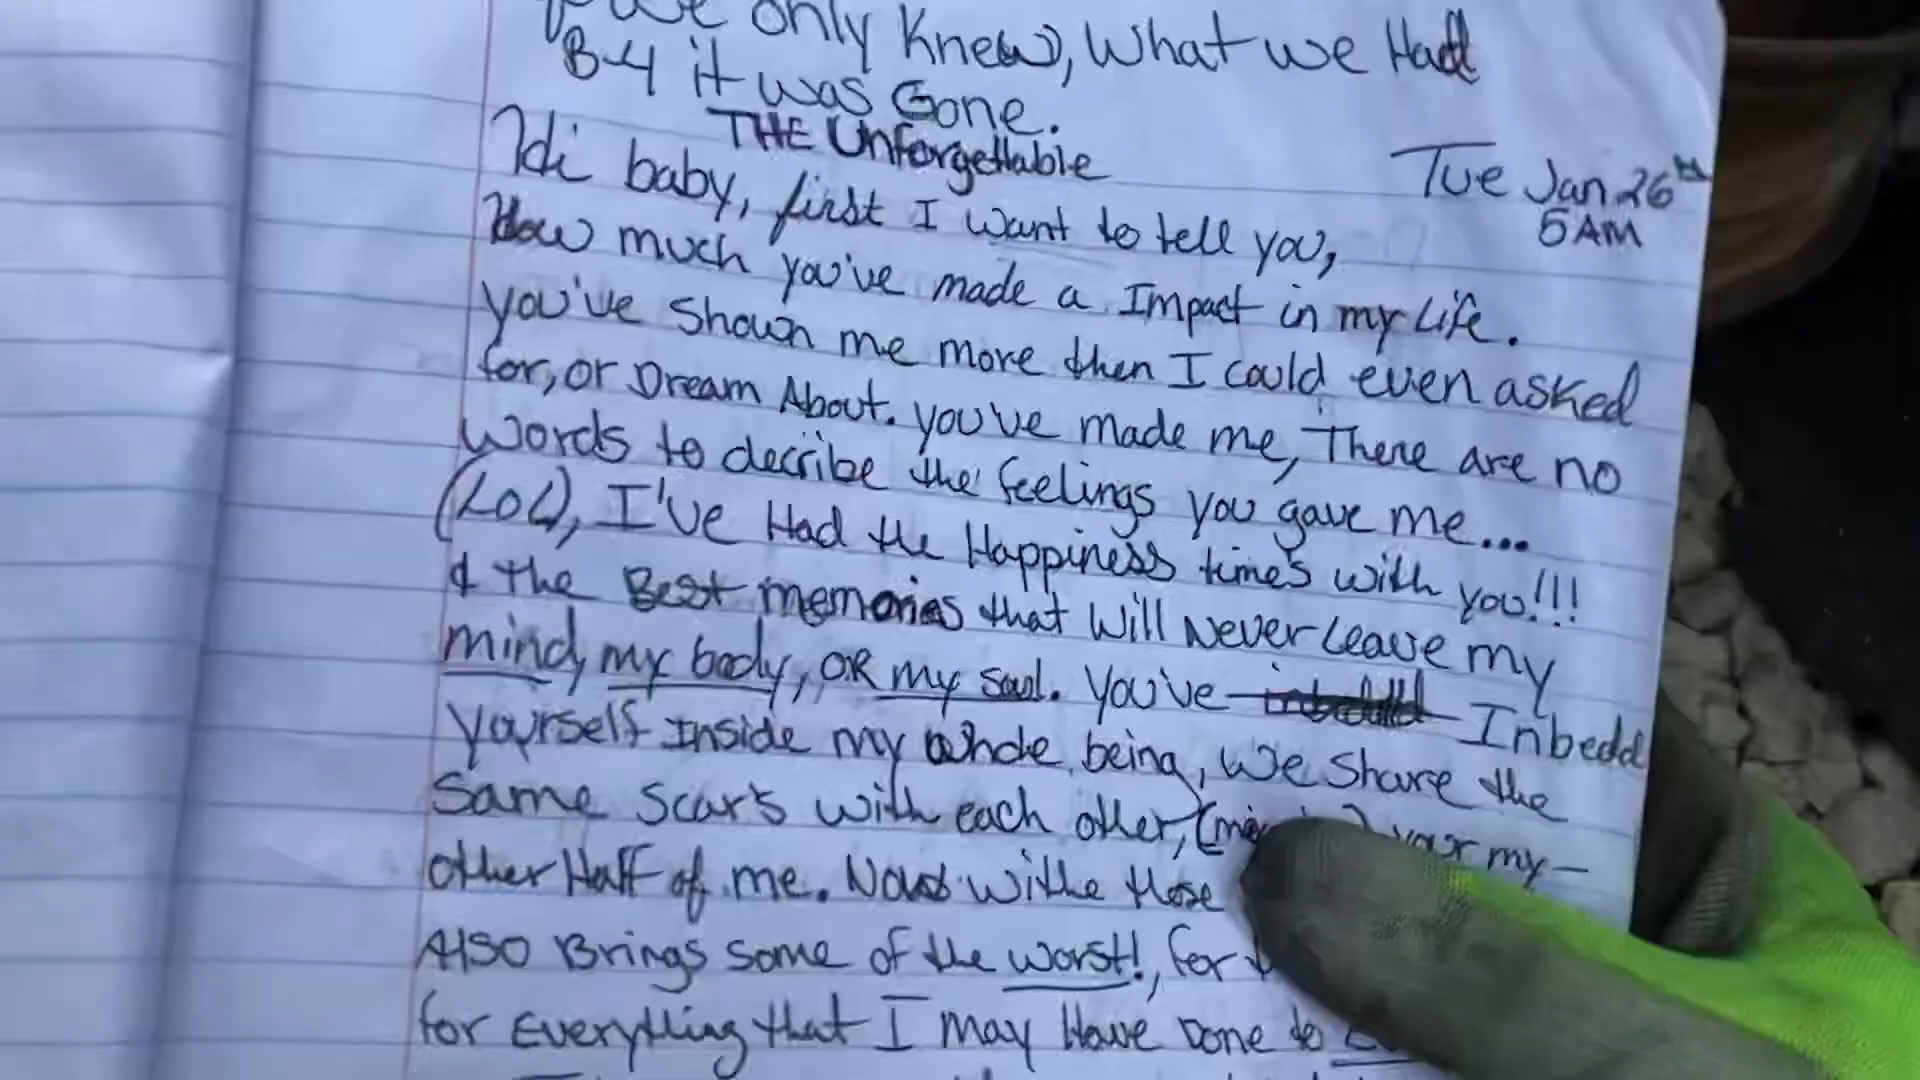 we only Knew, What we Had
B-4 it was Gone.
THE Unforgettable
Tue Jan 26th
5AM
Hi baby, first I want to tell you,
How much you've made a Impact in my Life.
you've Shown me more then I could even asked
for, or Dream About. you've made me, There are no
words to decribe the feelings you gave me...
(LoL), I've Had the Happiness times with you!!!
& the Best memories that Will Never Leave my
mind, my body, OR my soul. You've Inbedd
yourself Inside my whole being, we share the
Same scars with each other, your my-
other Half of me. Now withe those
Also Brings some of the worst!, for
for Everything that I may Have Done to